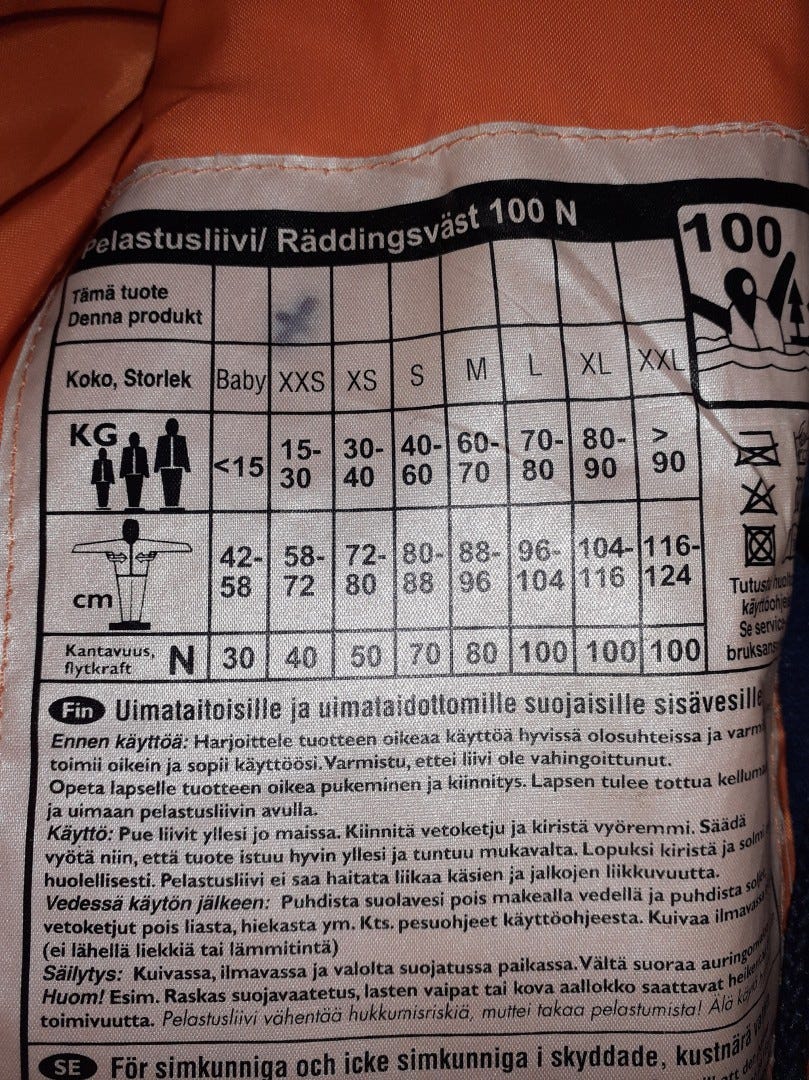 Pelastusliivi/ Räddingsväst 100 N
100
Tämä tuote
Denna produkt
Koko, Storlek Baby XXS XS S M L XL XXL
KG <15 15-30 30-40 40-60 60-70 70-80 80-90 > 90
cm 42-58 58-72 72-80 80-88 88-96 96-104 104-116 116-124
Kantavuus, flytkraft N 30 40 50 70 80 100 100 100
käyttöohje
Se service
Fin Uimataitoisille ja uimataidottomille suojaisille sisävesille
Ennen käyttöä: Harjoittele tuotteen oikeaa käyttöä hyvissä olosuhteissa ja
toimii oikein ja sopii käyttöösi. Varmistu, ettei liivi ole vahingoittunut.
Opeta lapselle tuotteen oikea pukeminen ja kiinnitys. Lapsen tulee tottua
ja uimaan pelastusliivin avulla.
Käyttö: Pue liivit yllesi jo maissa. Kiinnitä vetoketju ja kiristä vyöremmi. Säädä
vyötä niin, että tuote istuu hyvin yllesi ja tuntuu mukavalta. Lopuksi kiristä ja
huolellisesti. Pelastusliivi ei saa haitata liikaa käsien ja jalkojen liikkuvuutta.
Vedessä käytön jälkeen: Puhdista suolavesi pois makealla vedellä ja puhdista
vetoketjut pois liasta, hiekasta ym. Kts. pesuohjeet käyttöohjeesta. Kuivaa
(ei lähellä liekkiä tai lämmitintä)
Säilytys: Kuivassa, ilmavassa ja valolta suojatussa paikassa. Vältä suoraa
Huom! Esim. Raskas suojavaatetus, lasten vaipat tai kova aallokko saattavat
toimivuutta. Pelastusliivi vähentää hukkumisriskiä, muttei takaa pelastumista! Älä
SE För simkunniga och icke simkunniga i skyddade, kustnära